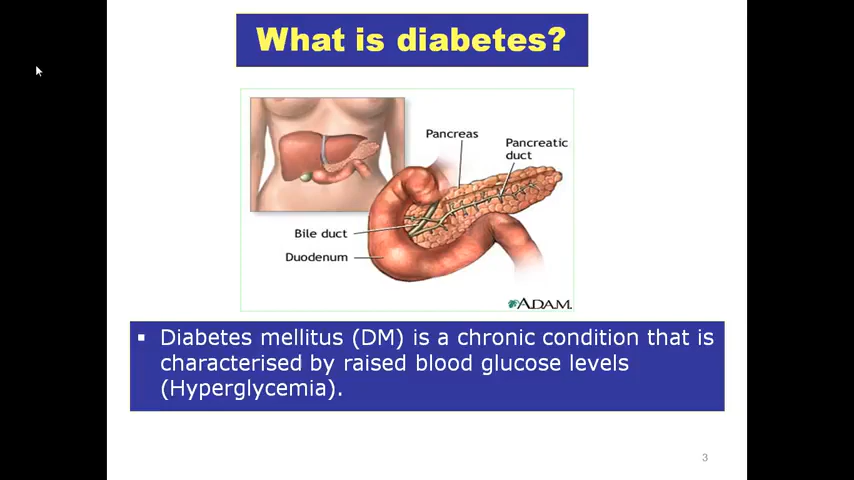 What is diabetes?
Pancreas
Pancreatic
duct
Bile duct
Duodenum
ADAM.
▪ Diabetes mellitus (DM) is a chronic condition that is
characterised by raised blood glucose levels
(Hyperglycemia).
3